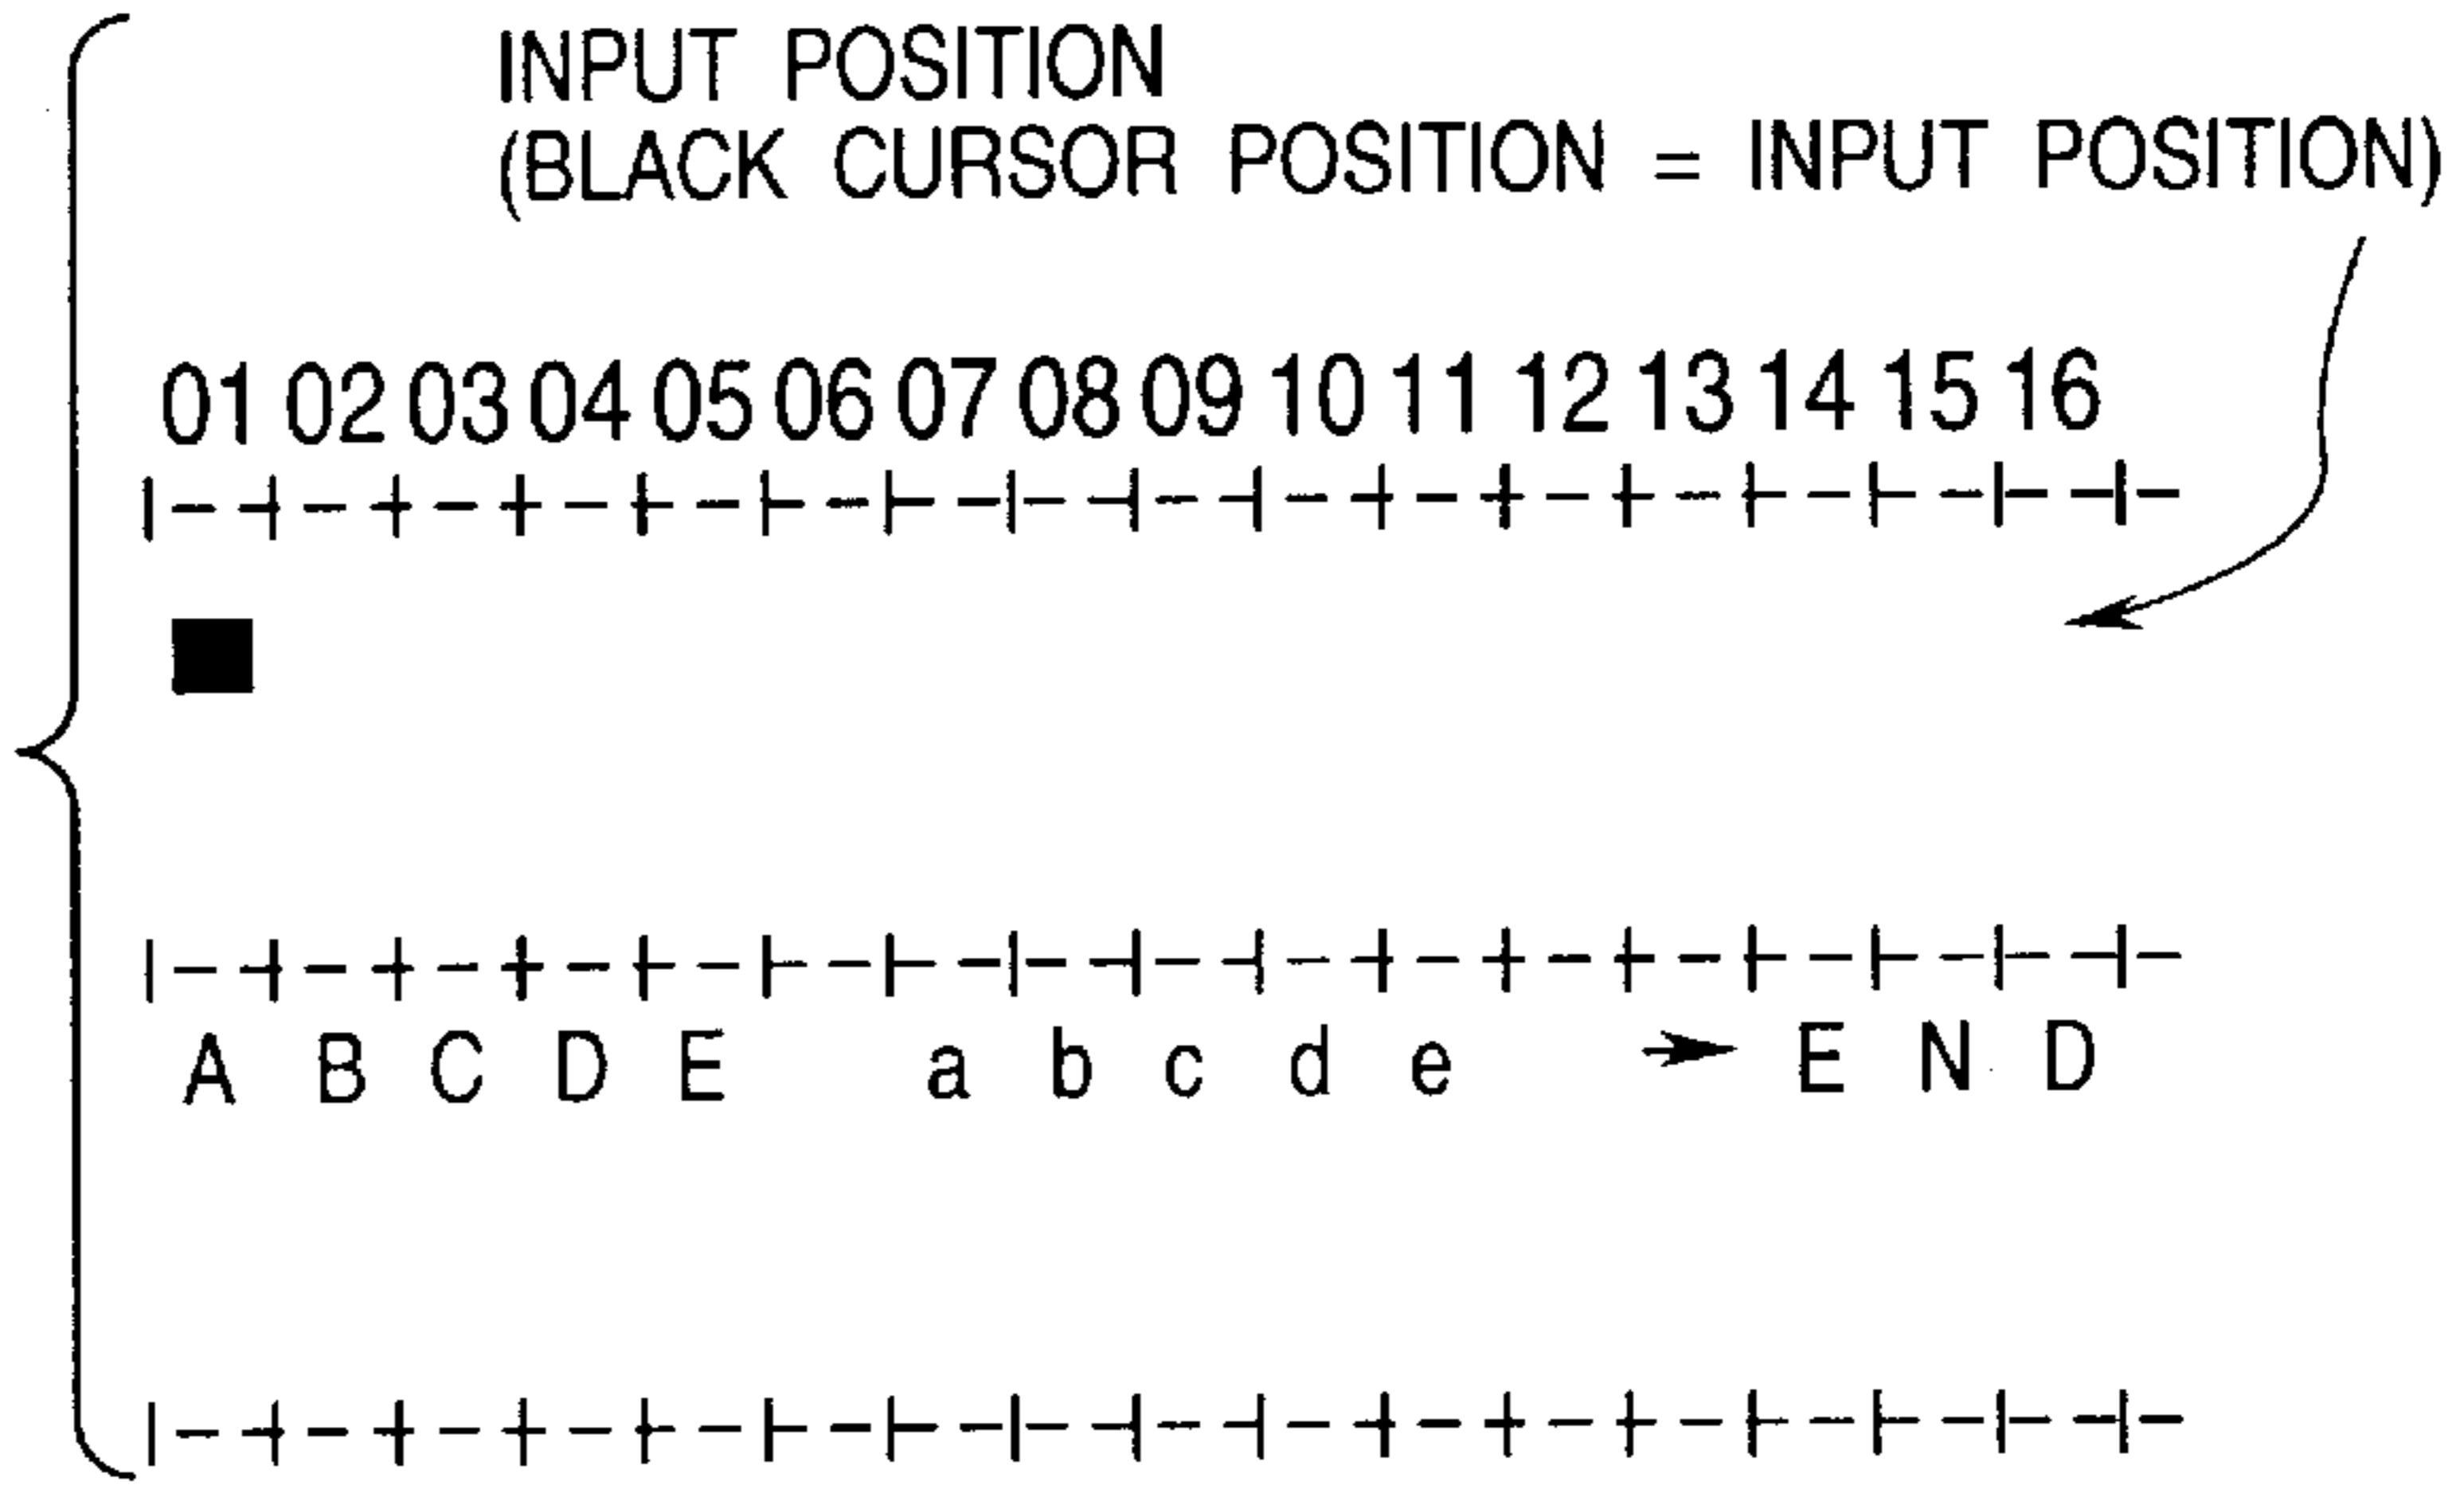 INPUT POSITION
(BLACK CURSOR POSITION = INPUT POSITION)
01 02 03 04 05 06 07 08 09 10 11 12 13 14 15 16
A B C D E a b c d e → E N D